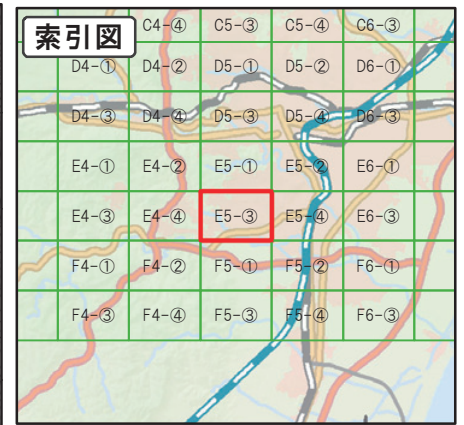 索引図
C4-④ C5-③ C5-④ C6-③
D4-① D4-② D5-① D5-② D6-①
D4-③ D4-④ D5-③ D5-④ D6-③
E4-① E4-② E5-① E5-② E6-①
E4-③ E4-④ E5-③ E5-④ E6-③
F4-① F4-② F5-① F5-② F6-①
F4-③ F4-④ F5-③ F5-④ F6-③